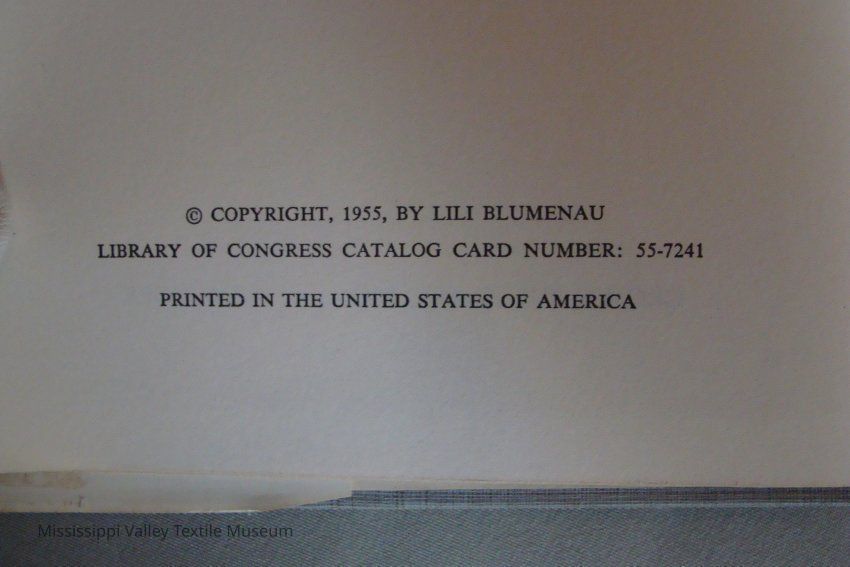 © COPYRIGHT, 1955, BY LILI BLUMENAU
LIBRARY OF CONGRESS CATALOG CARD NUMBER: 55-7241
PRINTED IN THE UNITED STATES OF AMERICA
Mississippi Valley Textile Museum